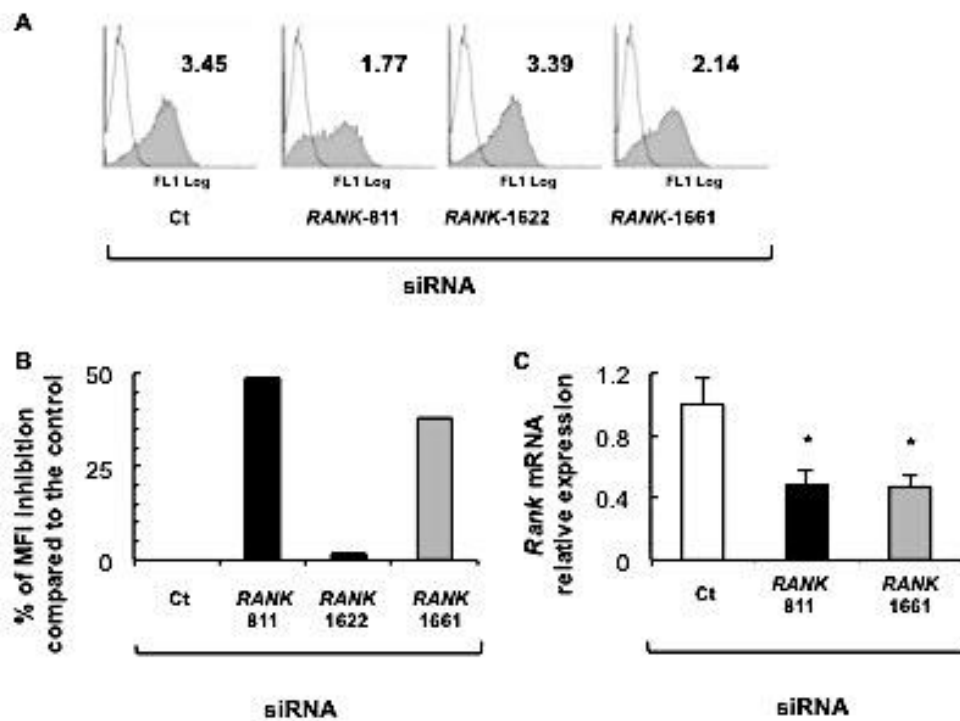 A
3.45 1.77 3.39 2.14
FL1 Log FL1 Log FL1 Log FL1 Log
Ct RANK-811 RANK-1622 RANK-1661
siRNA
B
% of MFI Inhibition
compared to the control
50
25
0
Ct RANK RANK RANK
811 1622 1661
siRNA
C
Rank mRNA
relative expression
1.2
0.8
0.4
0
* *
Ct RANK RANK
811 1661
siRNA